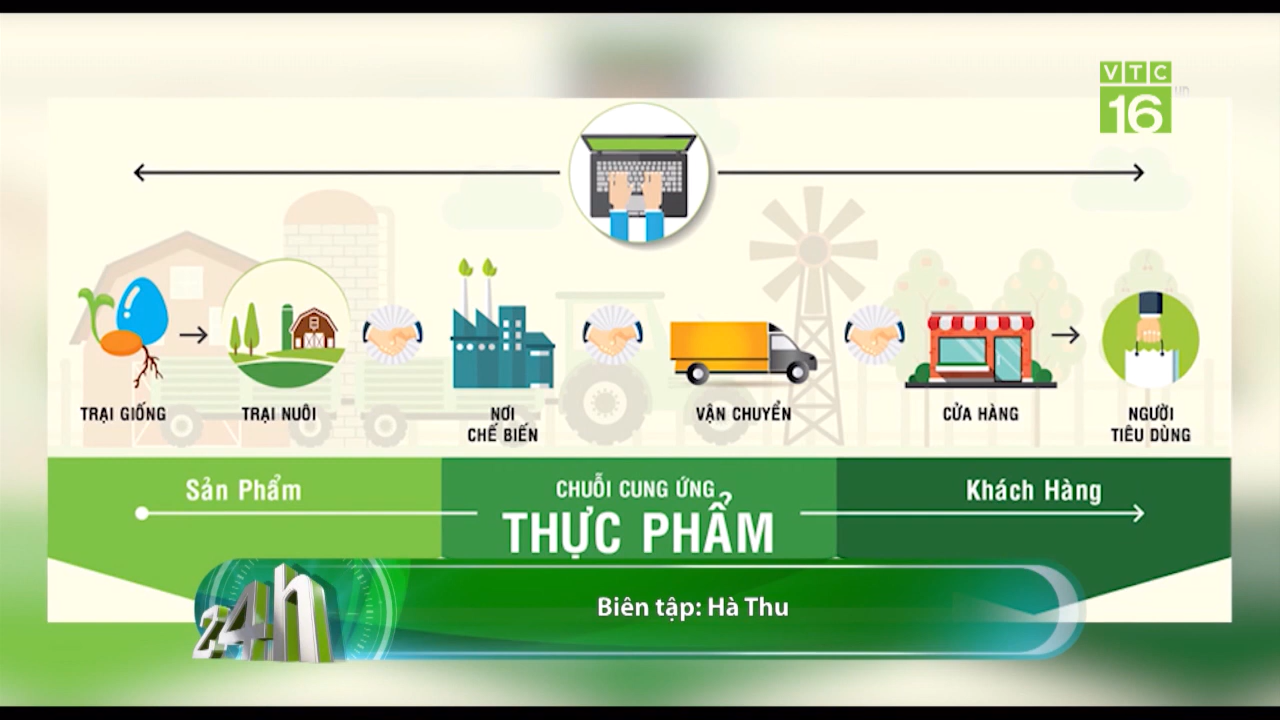 VTC
16
HD
TRẠI GIỐNG
TRẠI NUÔI
NƠI
CHẾ BIẾN
VẬN CHUYỂN
CỬA HÀNG
NGƯỜI
TIÊU DÙNG
Sản Phẩm
CHUỖI CUNG ỨNG
THỰC PHẨM
Khách Hàng
24h
Biên tập: Hà Thu